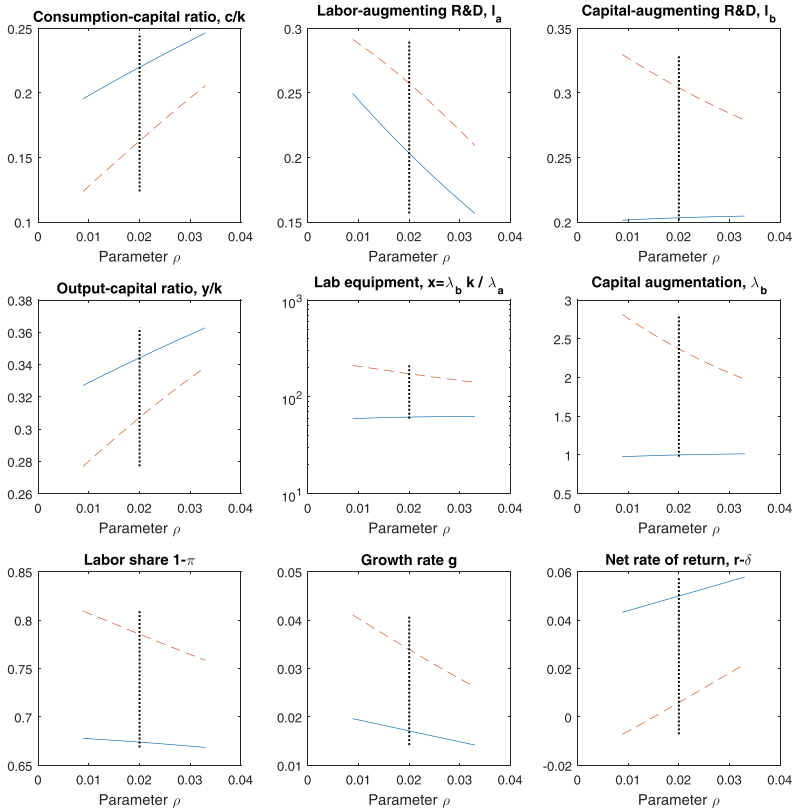 Consumption-capital ratio, c/k
0.25
0.2
0.15
0.1
0 0.01 0.02 0.03 0.04
Parameter ρ
Labor-augmenting R&D, l_a
0.3
0.25
0.2
0.15
0 0.01 0.02 0.03 0.04
Parameter ρ
Capital-augmenting R&D, l_b
0.35
0.3
0.25
0.2
0 0.01 0.02 0.03 0.04
Parameter ρ
Output-capital ratio, y/k
0.38
0.36
0.34
0.32
0.3
0.28
0.26
0 0.01 0.02 0.03 0.04
Parameter ρ
Lab equipment, x=λ_b k / λ_a
10^3
10^2
10^1
0 0.01 0.02 0.03 0.04
Parameter ρ
Capital augmentation, λ_b
3
2.5
2
1.5
1
0.5
0 0.01 0.02 0.03 0.04
Parameter ρ
Labor share 1-π
0.85
0.8
0.75
0.7
0.65
0 0.01 0.02 0.03 0.04
Parameter ρ
Growth rate g
0.05
0.04
0.03
0.02
0.01
0 0.01 0.02 0.03 0.04
Parameter ρ
Net rate of return, r-δ
0.06
0.04
0.02
0
-0.02
0 0.01 0.02 0.03 0.04
Parameter ρ